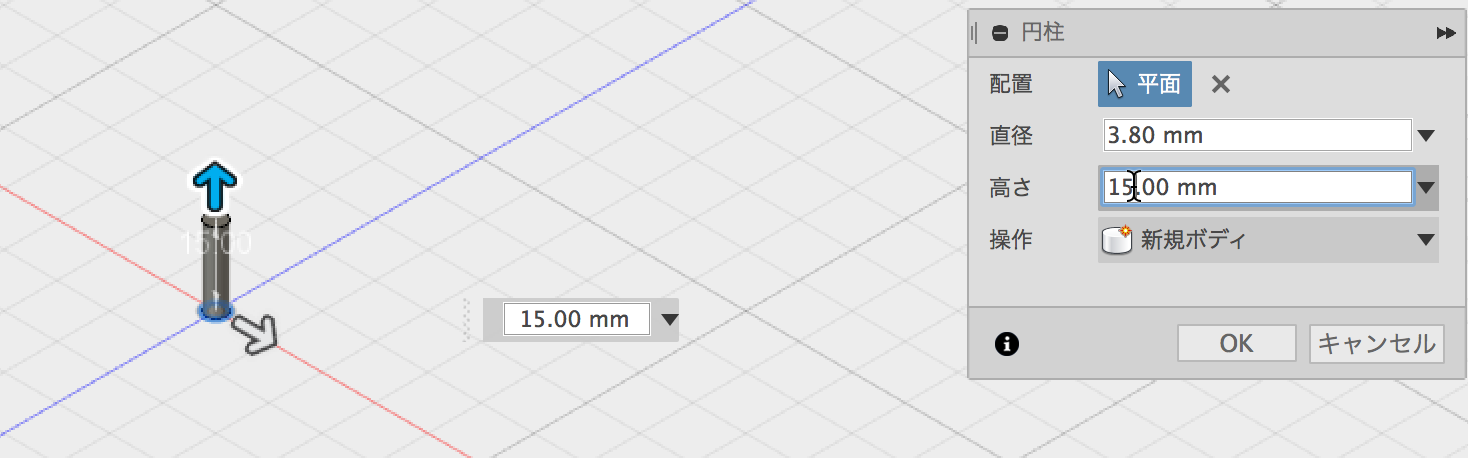 円柱
配置 平面
直径 3.80 mm
高さ 15.00 mm
操作 新規ボディ
OK キャンセル
15.00
15.00 mm